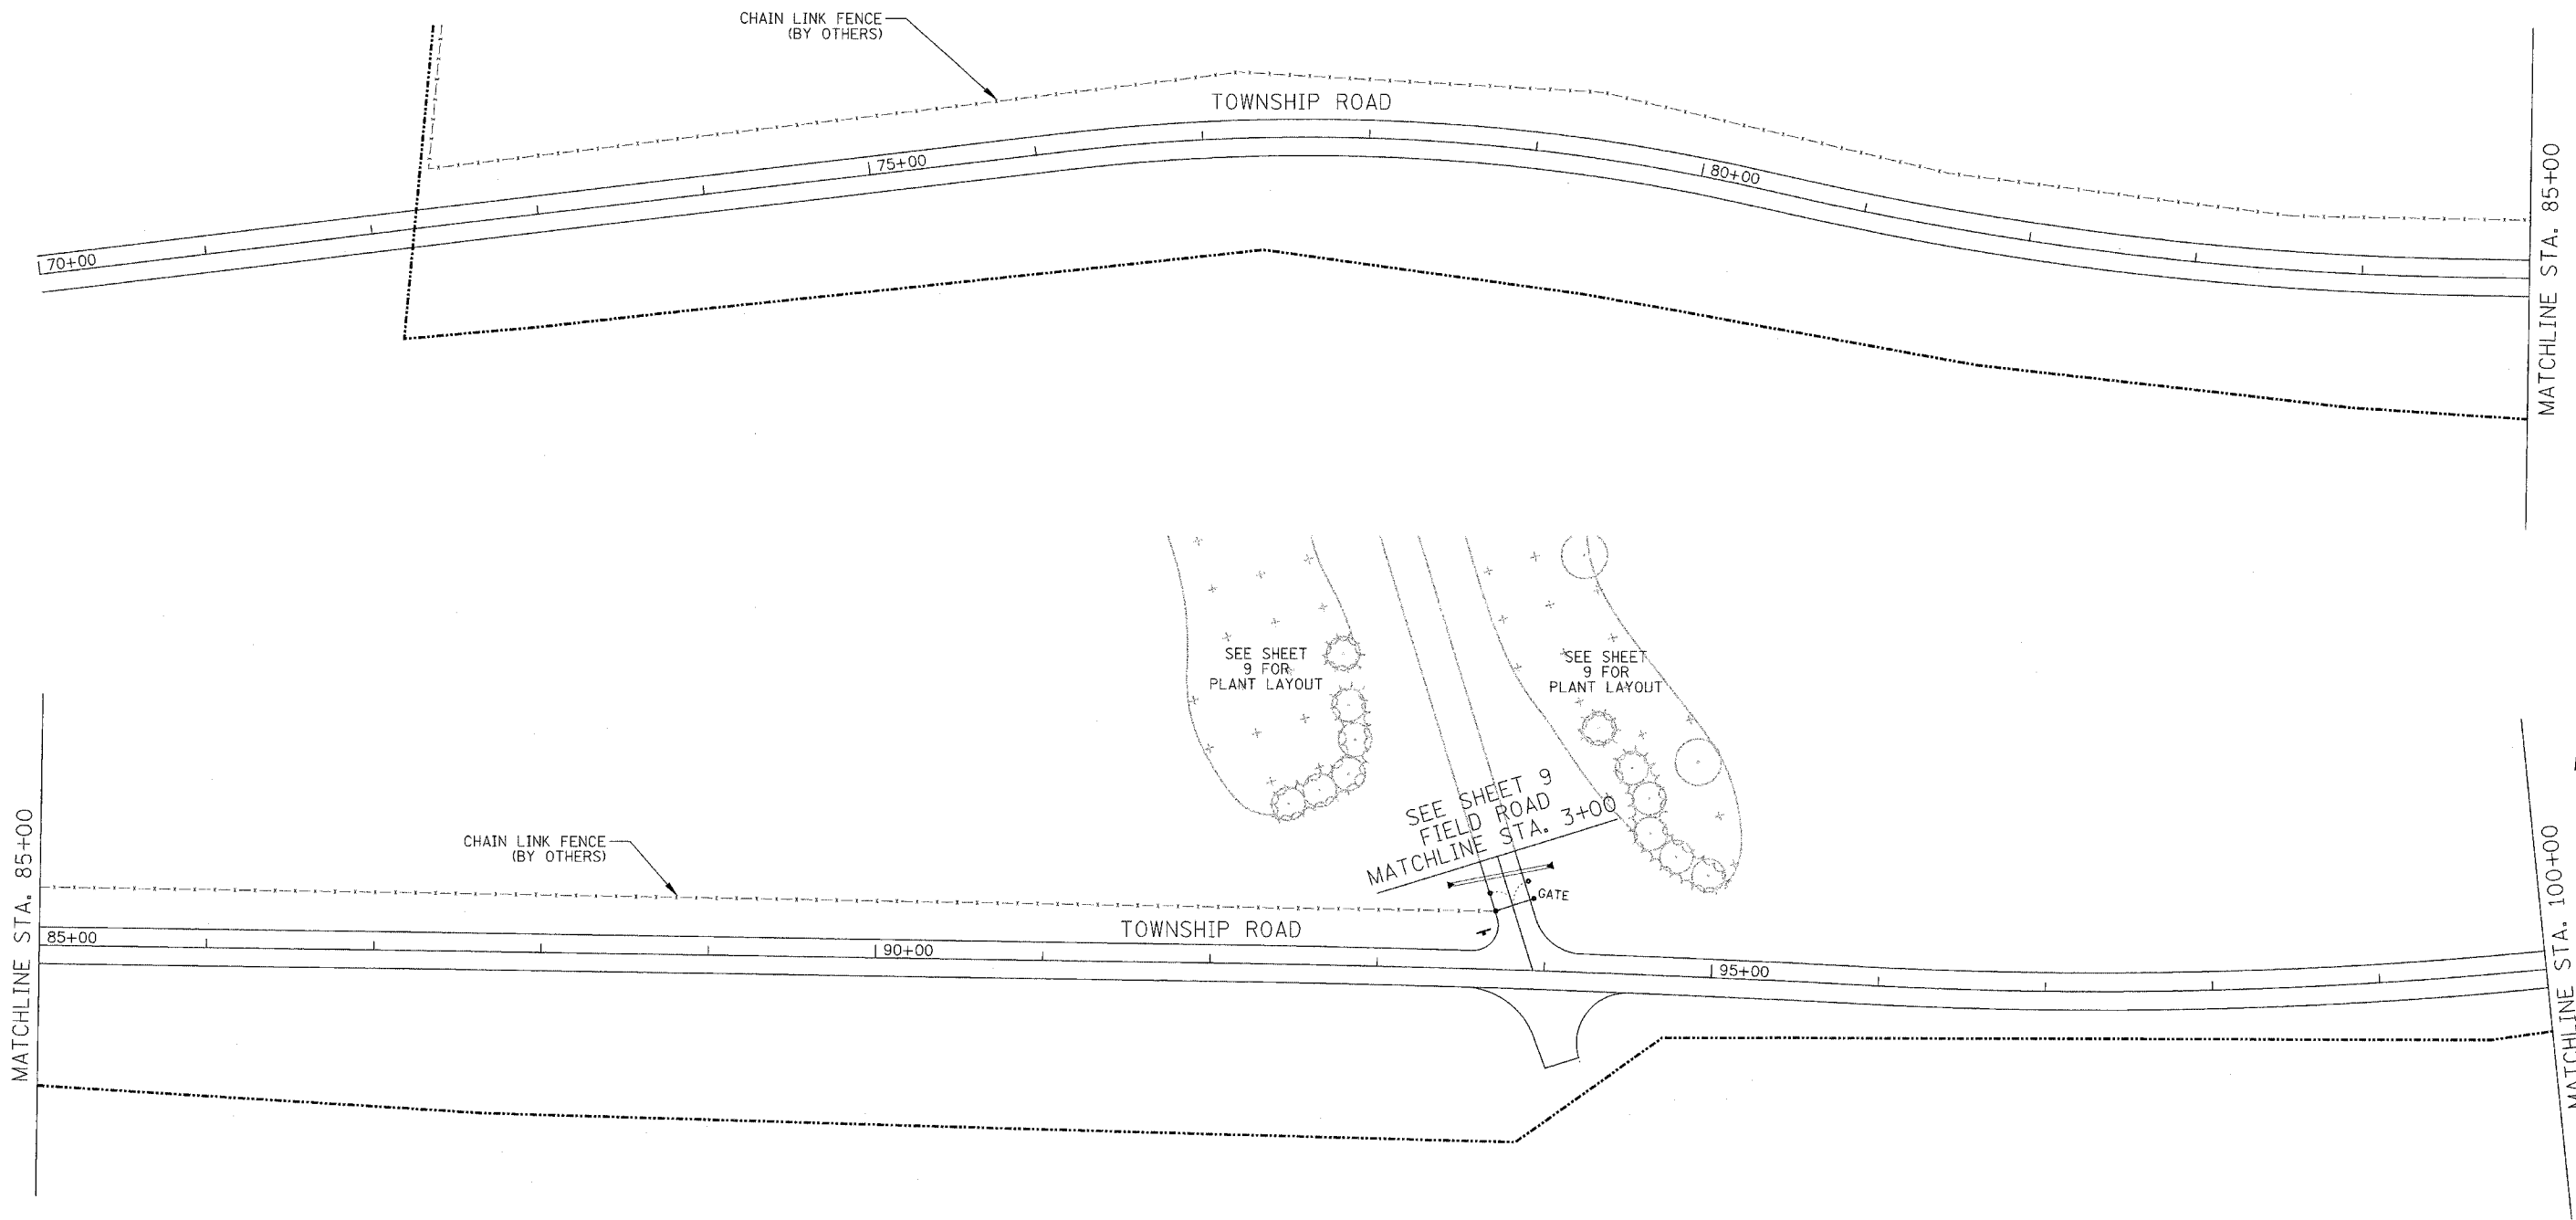 CHAIN LINK FENCE
(BY OTHERS)
TOWNSHIP ROAD
75+00
80+00
70+00
MATCHLINE STA. 85+00
SEE SHEET
9 FOR
PLANT LAYOUT
SEE SHEET
9 FOR
PLANT LAYOUT
SEE SHEET 9
FIELD ROAD
MATCHLINE STA. 3+00
CHAIN LINK FENCE
(BY OTHERS)
GATE
TOWNSHIP ROAD
MATCHLINE STA. 85+00
85+00
90+00
95+00
MATCHLINE STA. 100+00